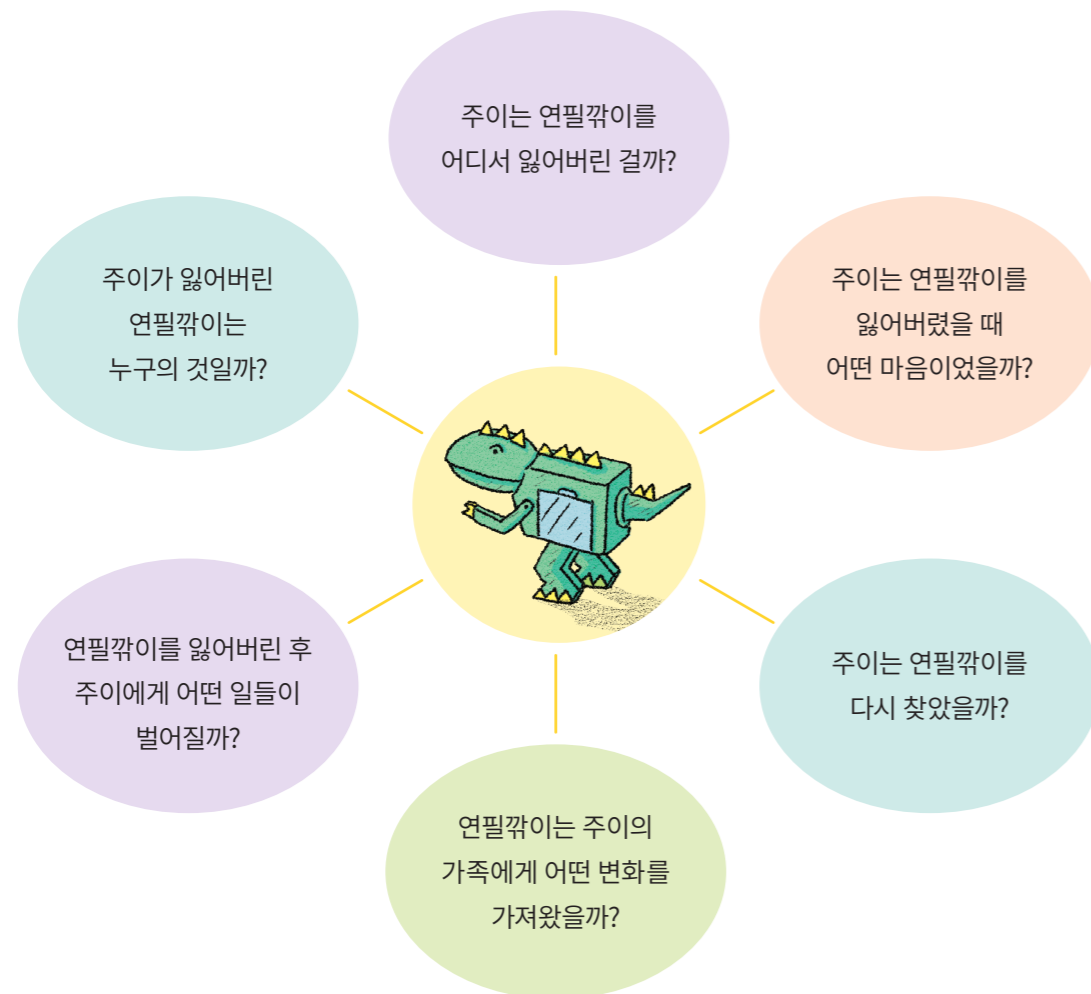 주이는 연필깎이를
어디서 잃어버린 걸까?
주이가 잃어버린
연필깎이는
누구의 것일까?
주이는 연필깎이를
잃어버렸을 때
어떤 마음이었을까?
연필깎이를 잃어버린 후
주이에게 어떤 일들이
벌어질까?
주이는 연필깎이를
다시 찾았을까?
연필깎이는 주이의
가족에게 어떤 변화를
가져왔을까?